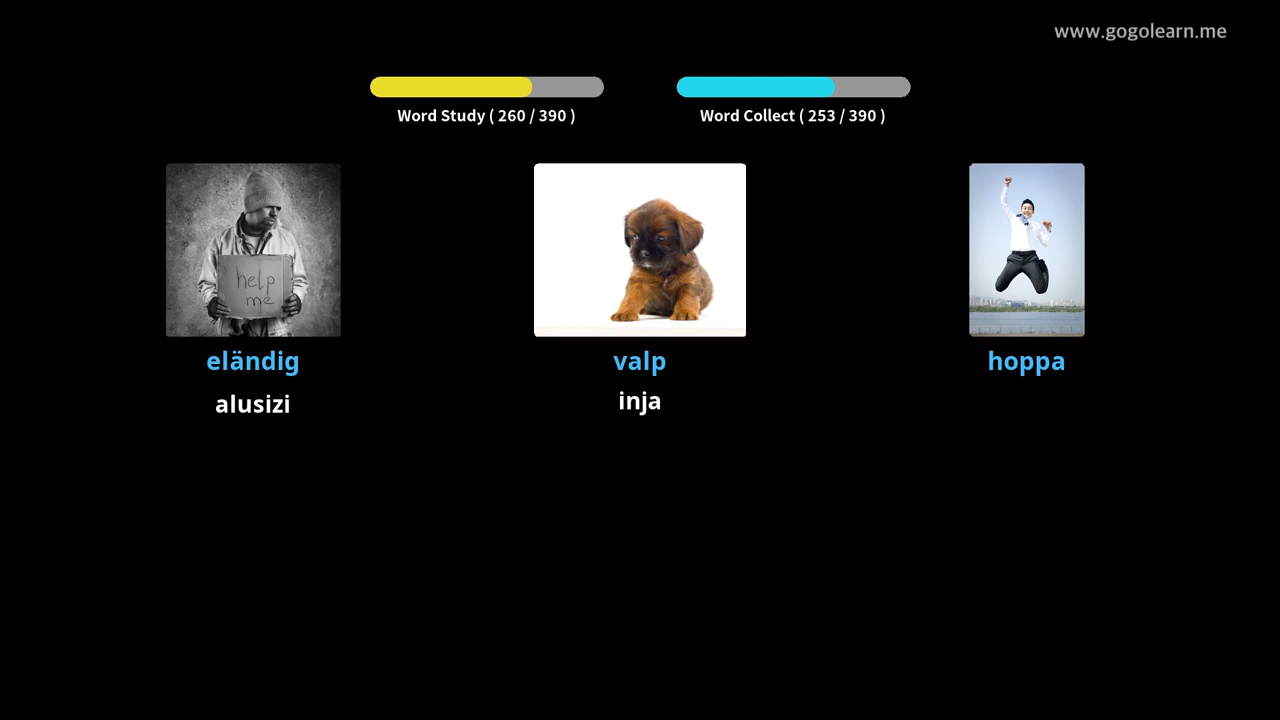 www.gogolearn.me
Word Study ( 260 / 390 )
Word Collect ( 253 / 390 )
help
me
eländig
valp
hoppa
alusizi
inja